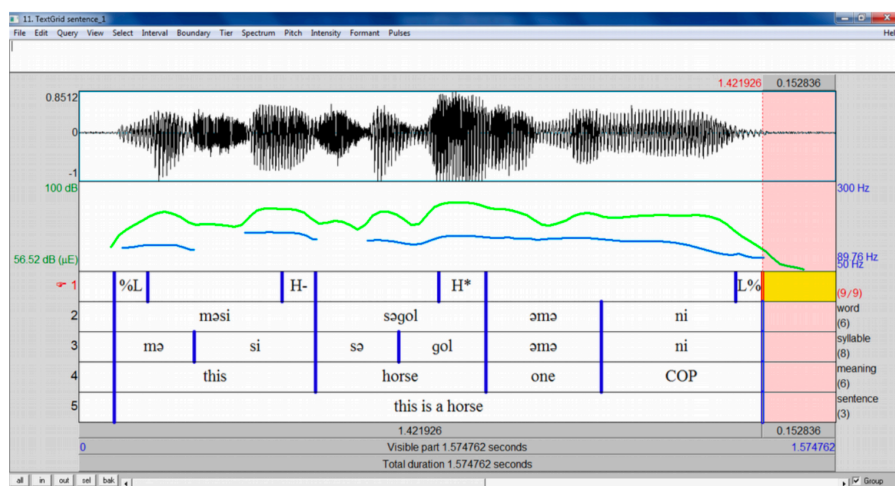 11. TextGrid sentence_1
File Edit Query View Select Interval Boundary Tier Spectrum Pitch Intensity Formant Pulses Hel
1.421926 0.152836
0.8512
0
-1
100 dB 300 Hz
56.52 dB (µE) 89.76 Hz
50 Hz
1 %L H- H* L% (9/9)
2 məsi səɡol əmə ni word (6)
3 mə si sə ɡol əmə ni syllable (8)
4 this horse one COP meaning (6)
5 this is a horse sentence (3)
1.421926 0.152836
0 Visible part 1.574762 seconds 1.574762
Total duration 1.574762 seconds
all in out sel bak Group